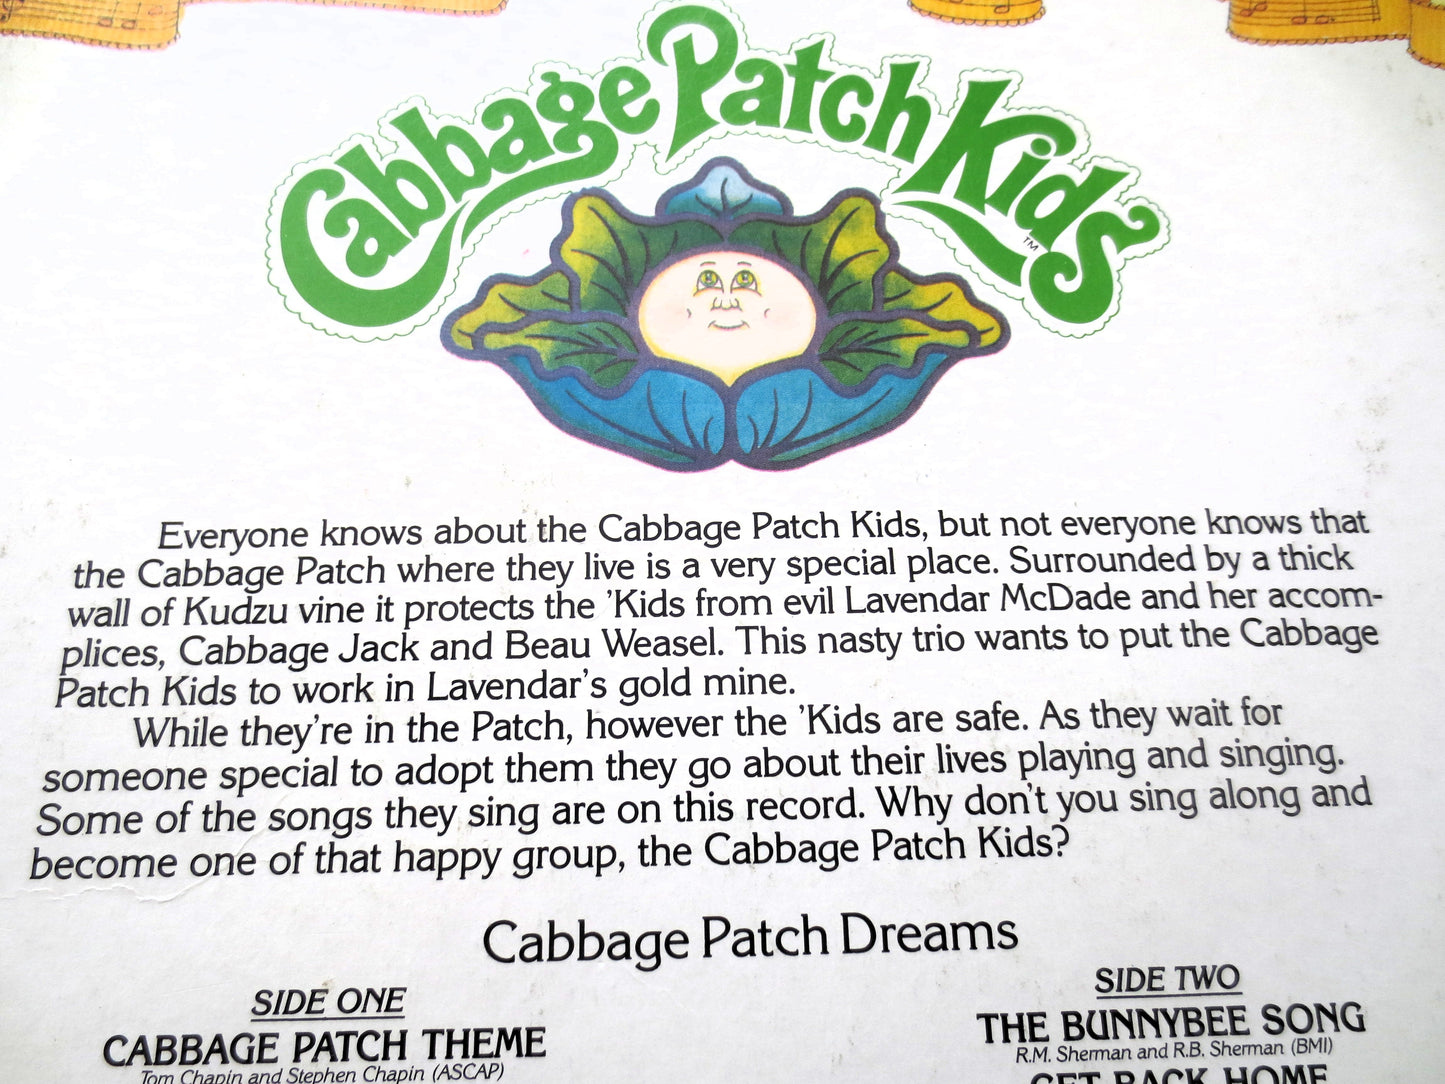 Cabbage Patch Kids™
Everyone knows about the Cabbage Patch Kids, but not everyone knows that
the Cabbage Patch where they live is a very special place. Surrounded by a thick
wall of Kudzu vine it protects the 'Kids from evil Lavendar McDade and her accom-
plices, Cabbage Jack and Beau Weasel. This nasty trio wants to put the Cabbage
Patch Kids to work in Lavendar's gold mine.
While they're in the Patch, however the 'Kids are safe. As they wait for
someone special to adopt them they go about their lives playing and singing.
Some of the songs they sing are on this record. Why don't you sing along and
become one of that happy group, the Cabbage Patch Kids?
Cabbage Patch Dreams
SIDE ONE
CABBAGE PATCH THEME
Tom Chapin and Stephen Chapin (ASCAP)
SIDE TWO
THE BUNNYBEE SONG
R.M. Sherman and R.B. Sherman (BMI)
GET BACK HOME